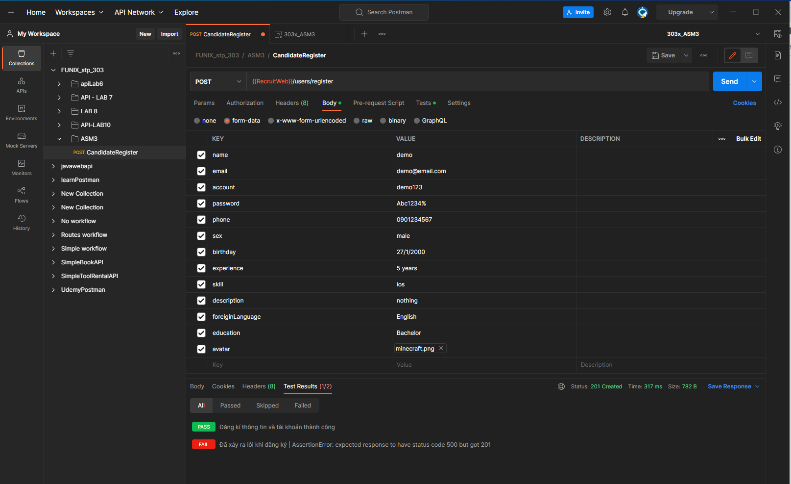 Home Workspaces API Network Explore Search Postman Invite Upgrade
My Workspace New Import POST CandidateRegister 303x_ASM3 303x_ASM3
Collections
APIs
Environments
Mock Servers
Monitors
Flows
History
FUNIX_stp_303
apiLab6
API - LAB 7
LAB 8
API-LAB10
ASM3
POST CandidateRegister
javawebapi
learnPostman
New Collection
New Collection
No workflow
Routes workflow
Simple workflow
SimpleBookAPI
SimpleToolRentalAPI
UdemyPostman
FUNIX_stp_303 / ASM3 / CandidateRegister Save
POST {{RecruitWeb}}/users/register Send
Params Authorization Headers (8) Body Pre-request Script Tests Settings Cookies
none form-data x-www-form-urlencoded raw binary GraphQL
KEY VALUE DESCRIPTION Bulk Edit
name demo
email demo@email.com
account demo123
password Abc1234%
phone 0901234567
sex male
birthday 27/1/2000
experience 5 years
skill ios
description nothing
foreignLanguage English
education Bachelor
avatar minecraft.png
Key Value Description
Body Cookies Headers (8) Test Results (1/2) Status: 201 Created Time: 317 ms Size: 782 B Save Response
All Passed Skipped Failed
PASS Đăng kí thông tin và tài khoản thành công
FAIL Đã xảy ra lỗi khi đăng ký | AssertionError: expected response to have status code 500 but got 201